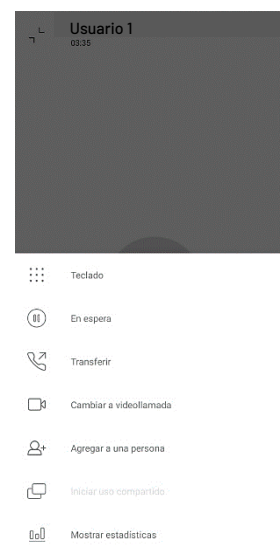 Usuario 1
03:35
Teclado
En espera
Transferir
Cambiar a videollamada
Agregar a una persona
Iniciar uso compartido
Mostrar estadísticas